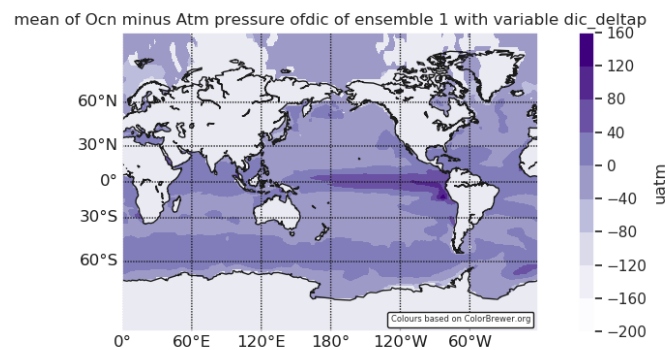 mean of Ocn minus Atm pressure ofdic of ensemble 1 with variable dic_deltap
60°N
30°N
0°
30°S
60°S
0°
60°E
120°E
180°
120°W
60°W
Colours based on ColorBrewer.org
160
120
80
40
0
−40
−80
−120
−160
−200
uatm